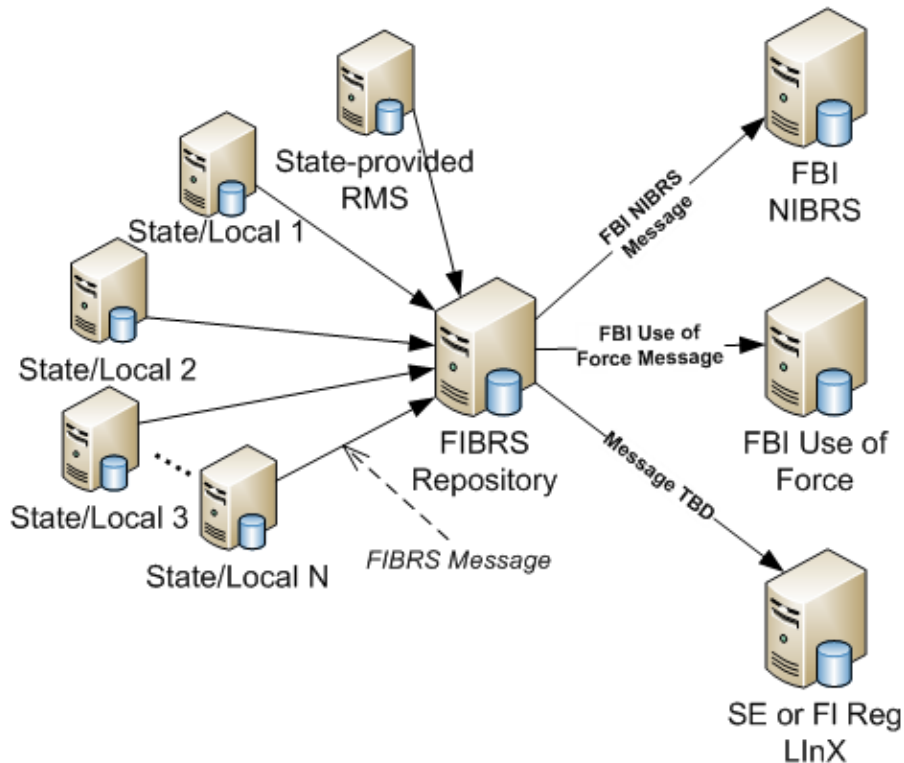 State-provided
RMS
State/Local 1
State/Local 2
State/Local 3
State/Local N
FIBRS Message
FIBRS
Repository
FBI NIBRS
Message
FBI Use of
Force Message
Message TBD
FBI
NIBRS
FBI Use of
Force
SE or FI Reg
LInX